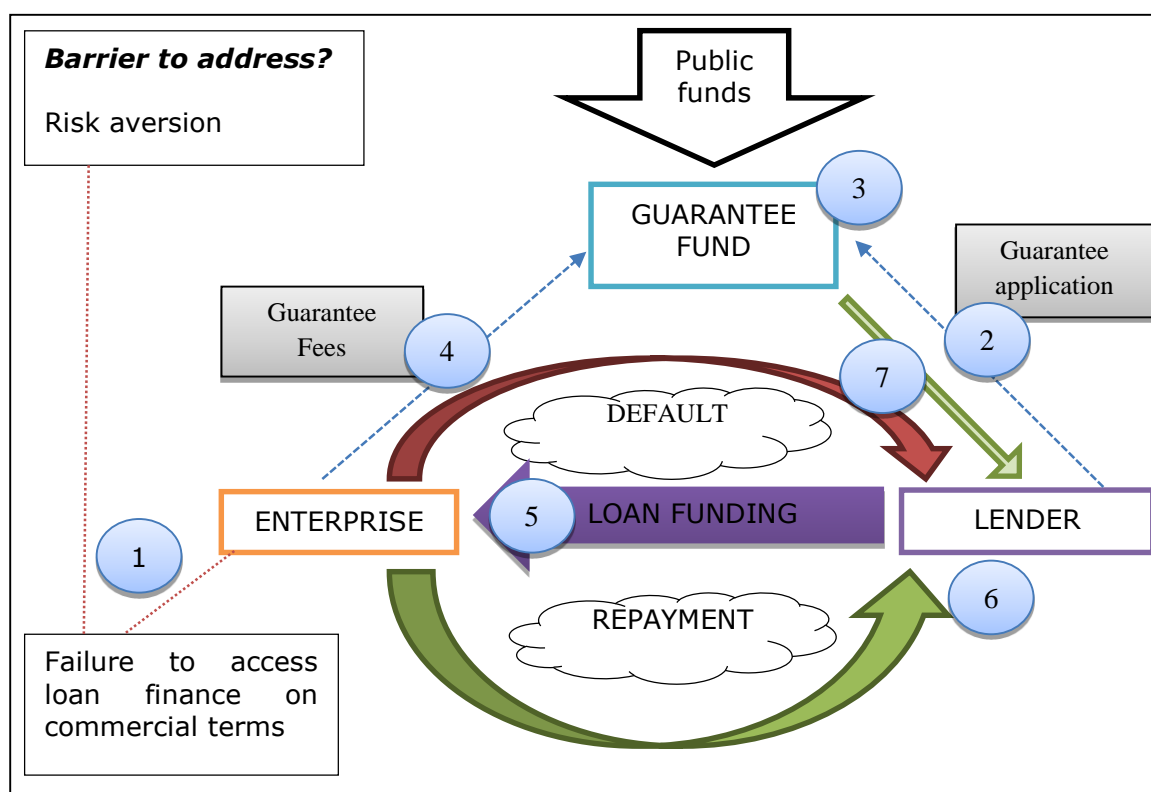 Barrier to address?
Risk aversion
Public
funds
3
GUARANTEE
FUND
Guarantee
application
2
Guarantee
Fees
4
7
DEFAULT
ENTERPRISE
5
LOAN FUNDING
LENDER
1
6
REPAYMENT
Failure to access
loan finance on
commercial terms